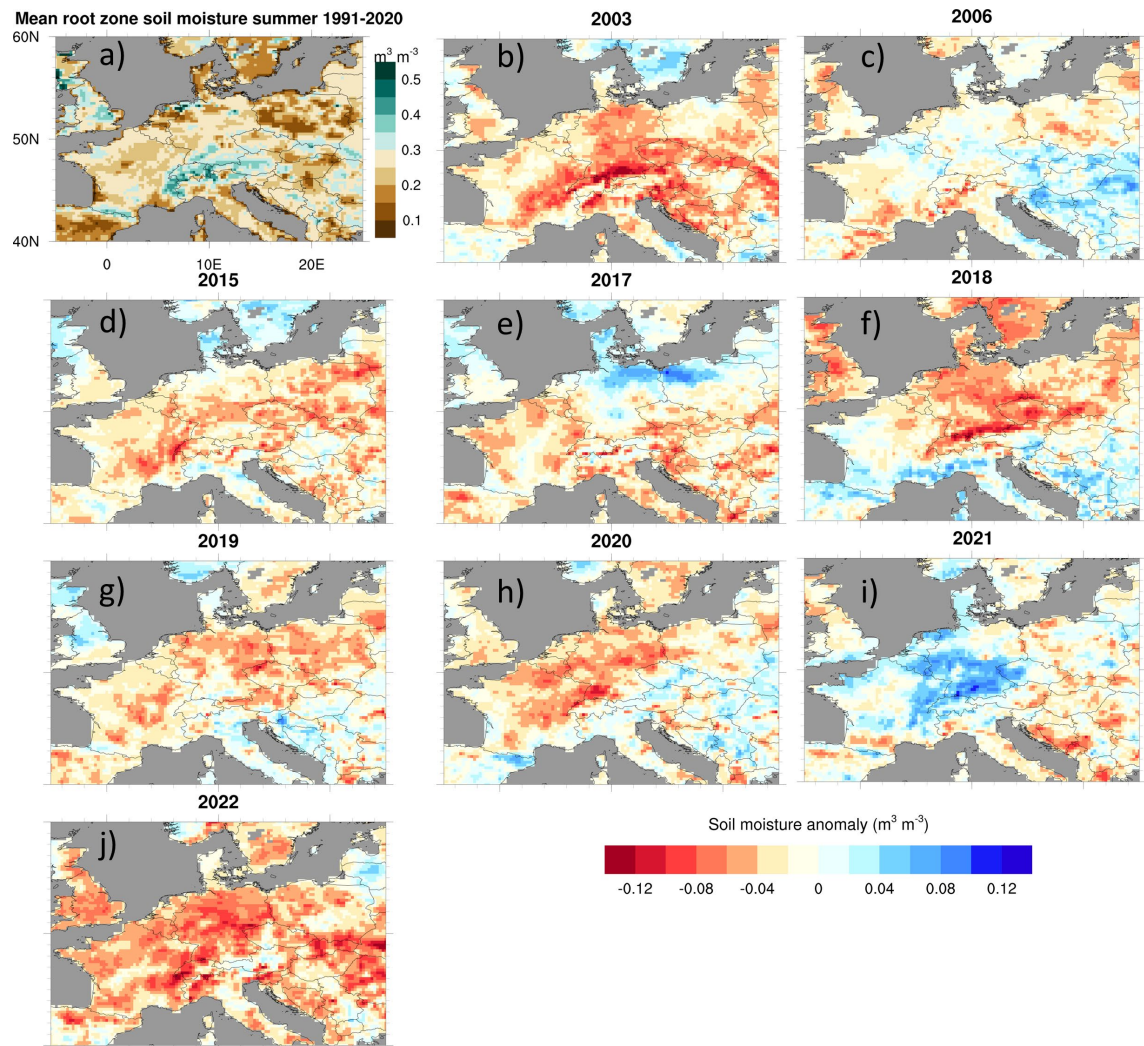 Mean root zone soil moisture summer 1991-2020
2003
2006
60N
50N
40N
a)
m³ m⁻³
0.5
0.4
0.3
0.2
0.1
0
10E
20E
b)
c)
2015
2017
2018
d)
e)
f)
2019
2020
2021
g)
h)
i)
2022
j)
Soil moisture anomaly (m³ m⁻³)
-0.12 -0.08 -0.04 0 0.04 0.08 0.12